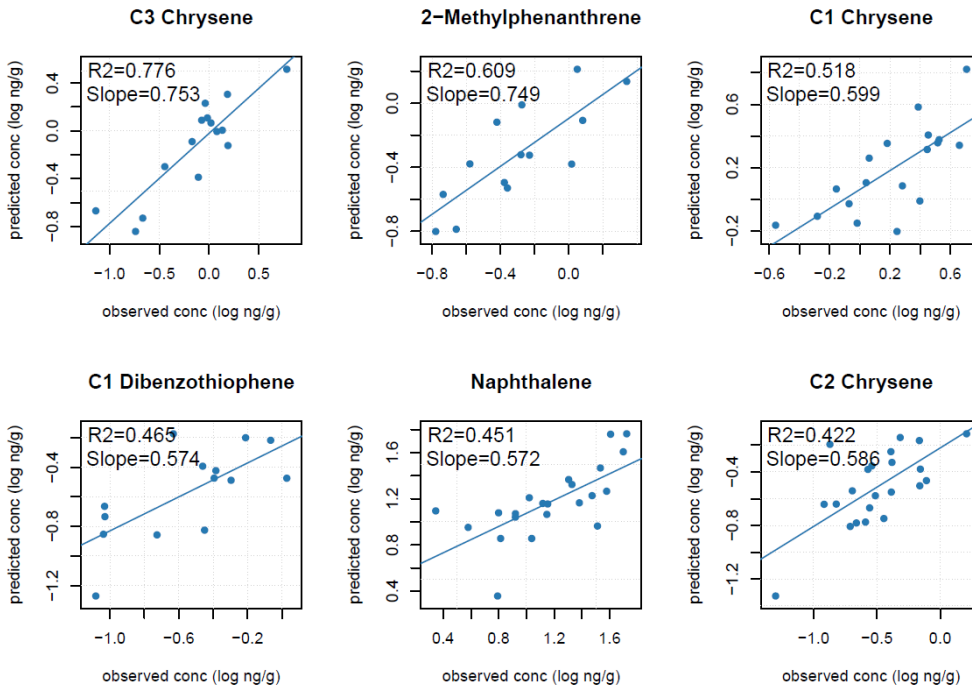 C3 Chrysene
R2=0.776
Slope=0.753
predicted conc (log ng/g)
0.4
0.0
−0.4
−0.8
−1.0
0.0
0.5
observed conc (log ng/g)
2−Methylphenanthrene
R2=0.609
Slope=0.749
predicted conc (log ng/g)
0.0
−0.4
−0.8
−0.8
−0.4
0.0
observed conc (log ng/g)
C1 Chrysene
R2=0.518
Slope=0.599
predicted conc (log ng/g)
0.6
0.2
−0.2
−0.6
−0.2
0.2
0.6
observed conc (log ng/g)
C1 Dibenzothiophene
R2=0.465
Slope=0.574
predicted conc (log ng/g)
−0.4
−0.8
−1.2
−1.0
−0.6
−0.2
observed conc (log ng/g)
Naphthalene
R2=0.451
Slope=0.572
predicted conc (log ng/g)
1.6
1.2
0.8
0.4
0.4
0.8
1.2
1.6
observed conc (log ng/g)
C2 Chrysene
R2=0.422
Slope=0.586
predicted conc (log ng/g)
−0.4
−0.8
−1.2
−1.0
−0.5
0.0
observed conc (log ng/g)